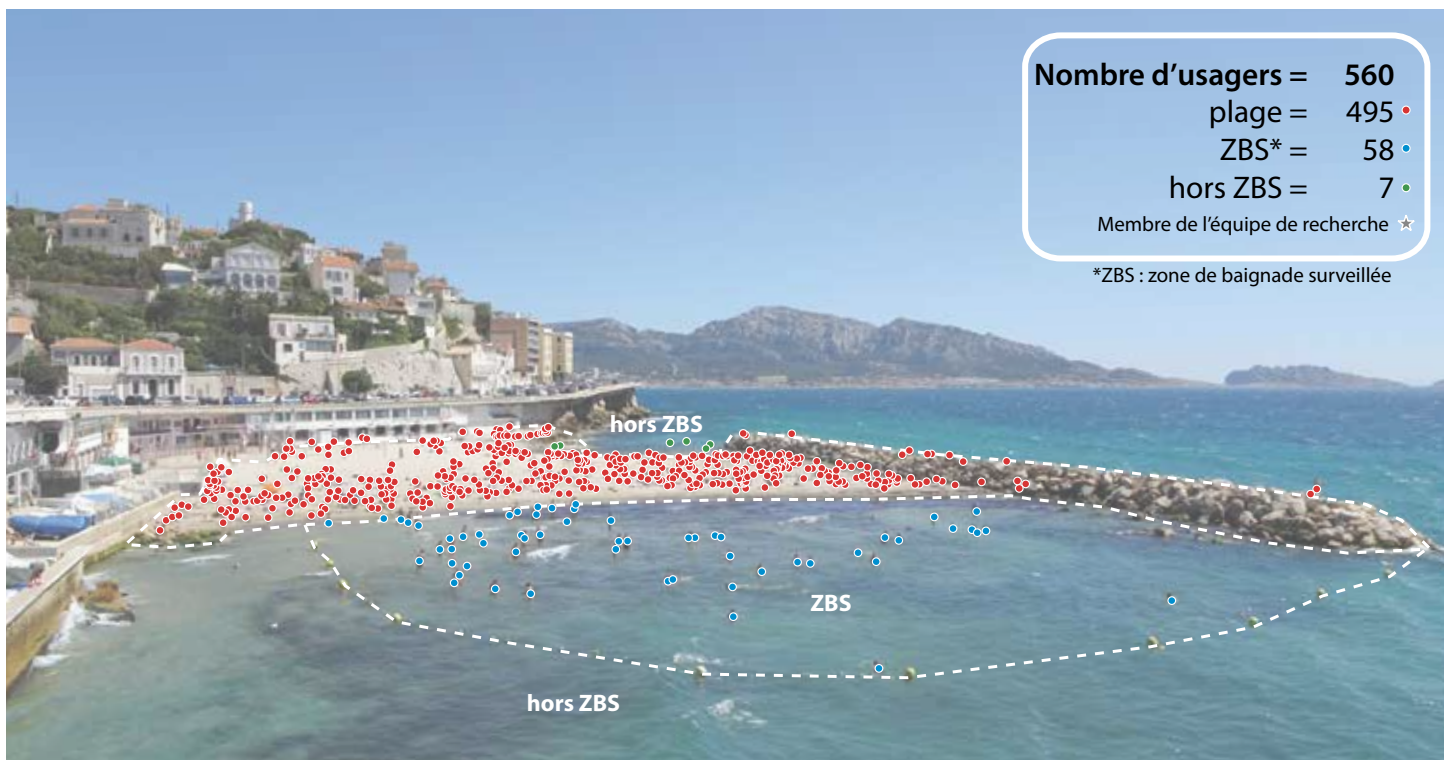 Nombre d’usagers = 560
plage = 495
ZBS* = 58
hors ZBS = 7
Membre de l’équipe de recherche
*ZBS : zone de baignade surveillée
hors ZBS
ZBS
hors ZBS